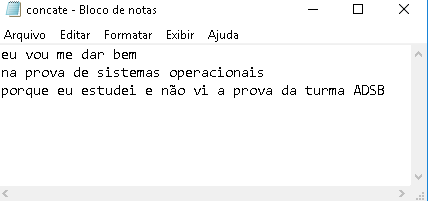 concate - Bloco de notas
Arquivo Editar Formatar Exibir Ajuda
eu vou me dar bem
na prova de sistemas operacionais
porque eu estudei e não vi a prova da turma ADSB